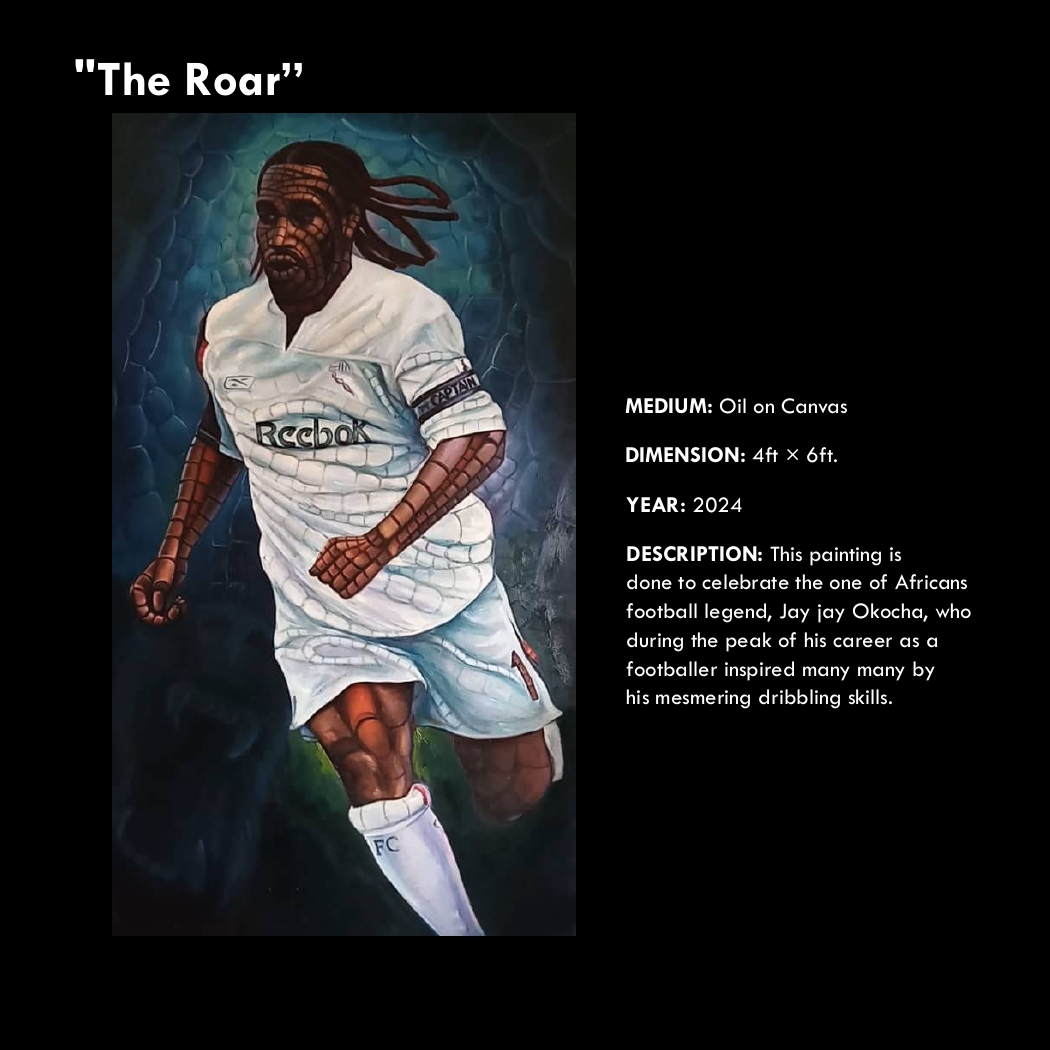 "The Roar”
CAPTAIN
Reebok
FC
MEDIUM: Oil on Canvas
DIMENSION: 4ft × 6ft.
YEAR: 2024
DESCRIPTION: This painting is
done to celebrate the one of Africans
football legend, Jay jay Okocha, who
during the peak of his career as a
footballer inspired many many by
his mesmering dribbling skills.